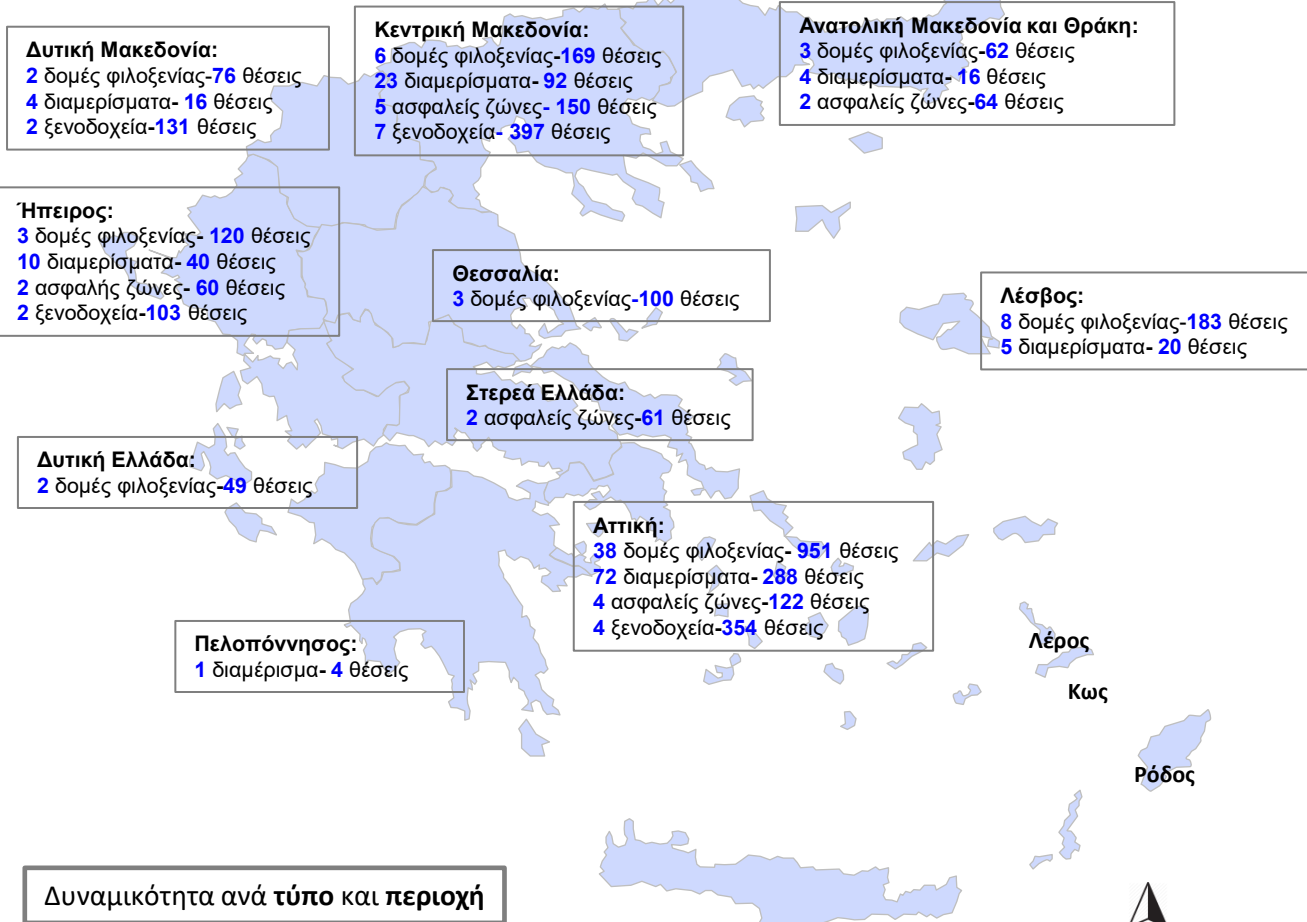 Δυτική Μακεδονία:
2 δομές φιλοξενίας-76 θέσεις
4 διαμερίσματα- 16 θέσεις
2 ξενοδοχεία-131 θέσεις
Κεντρική Μακεδονία:
6 δομές φιλοξενίας-169 θέσεις
23 διαμερίσματα- 92 θέσεις
5 ασφαλείς ζώνες- 150 θέσεις
7 ξενοδοχεία- 397 θέσεις
Ανατολική Μακεδονία και Θράκη:
3 δομές φιλοξενίας-62 θέσεις
4 διαμερίσματα- 16 θέσεις
2 ασφαλείς ζώνες-64 θέσεις
Ήπειρος:
3 δομές φιλοξενίας- 120 θέσεις
10 διαμερίσματα- 40 θέσεις
2 ασφαλής ζώνες- 60 θέσεις
2 ξενοδοχεία-103 θέσεις
Θεσσαλία:
3 δομές φιλοξενίας-100 θέσεις
Λέσβος:
8 δομές φιλοξενίας-183 θέσεις
5 διαμερίσματα- 20 θέσεις
Στερεά Ελλάδα:
2 ασφαλείς ζώνες-61 θέσεις
Δυτική Ελλάδα:
2 δομές φιλοξενίας-49 θέσεις
Αττική:
38 δομές φιλοξενίας- 951 θέσεις
72 διαμερίσματα- 288 θέσεις
4 ασφαλείς ζώνες-122 θέσεις
4 ξενοδοχεία-354 θέσεις
Πελοπόννησος:
1 διαμέρισμα- 4 θέσεις
Λέρος
Κως
Ρόδος
Δυναμικότητα ανά τύπο και περιοχή